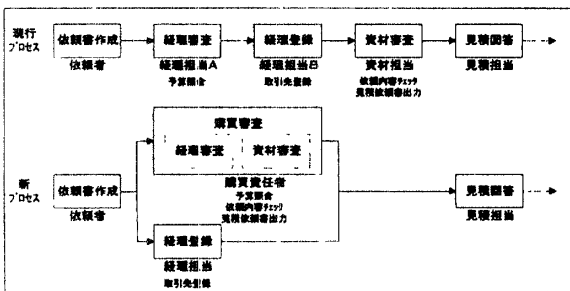 現行
プロセス
依頼書作成
依頼者
経理審査
経理担当A
予算照会
経理登録
経理担当B
取引先登録
資材審査
資材担当
依頼内容チェック
見積依頼書出力
見積回答
見積担当
新
プロセス
依頼書作成
依頼者
購買審査
経理審査
資材審査
購買責任者
予算照会
依頼内容チェック
見積依頼書出力
経理登録
経理担当
取引先登録
見積回答
見積担当